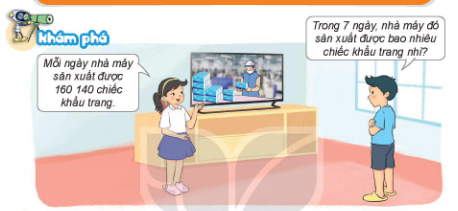 Khám phá
Mỗi ngày nhà máy
sản xuất được
160 140 chiếc
khẩu trang.
Trong 7 ngày, nhà máy đó
sản xuất được bao nhiêu
chiếc khẩu trang nhỉ?